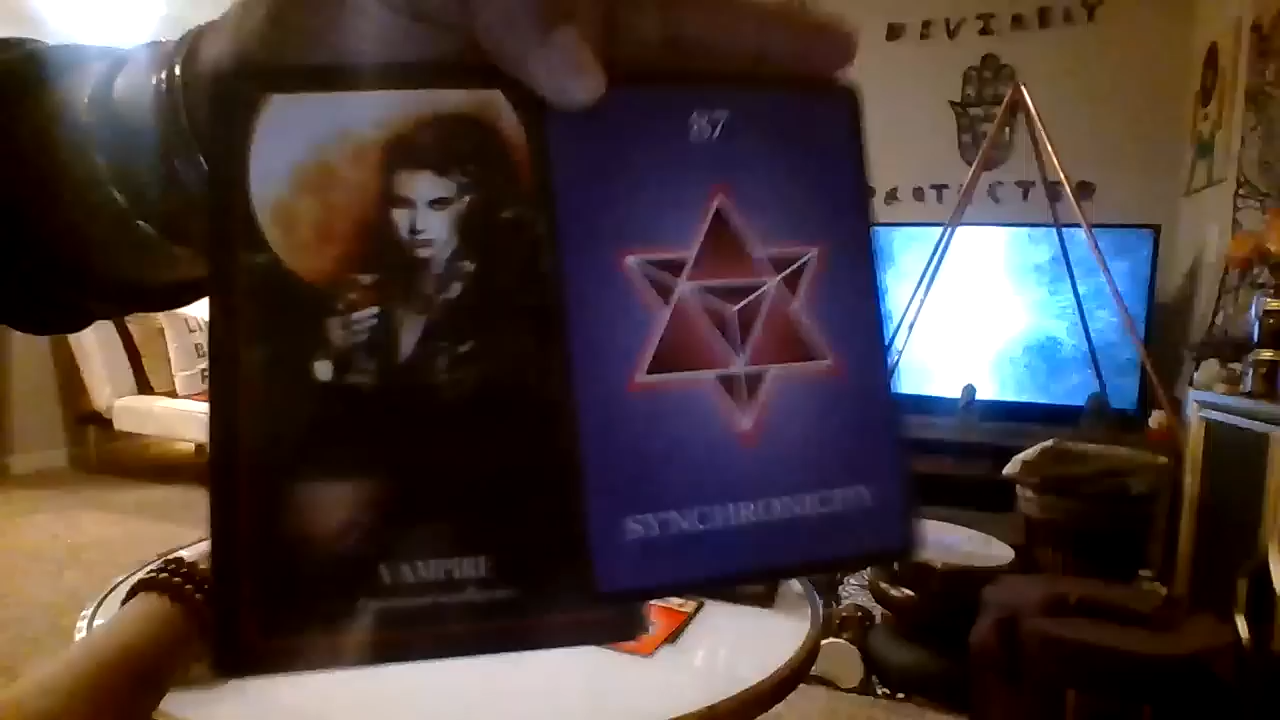 DIVINELY
PROTECTED
87
SYNCHRONICITY
VAMPIRE